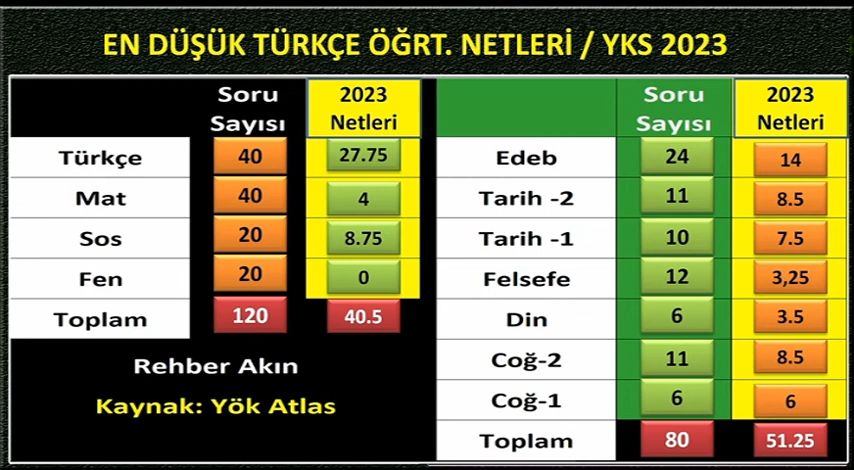 EN DÜŞÜK TÜRKÇE ÖĞRT. NETLERİ / YKS 2023
Soru Sayısı 2023 Netleri
Türkçe 40 27.75
Mat 40 4
Sos 20 8.75
Fen 20 0
Toplam 120 40.5
Rehber Akın
Kaynak: Yök Atlas
Soru Sayısı 2023 Netleri
Edeb 24 14
Tarih -2 11 8.5
Tarih -1 10 7.5
Felsefe 12 3,25
Din 6 3.5
Coğ-2 11 8.5
Coğ-1 6 6
Toplam 80 51.25